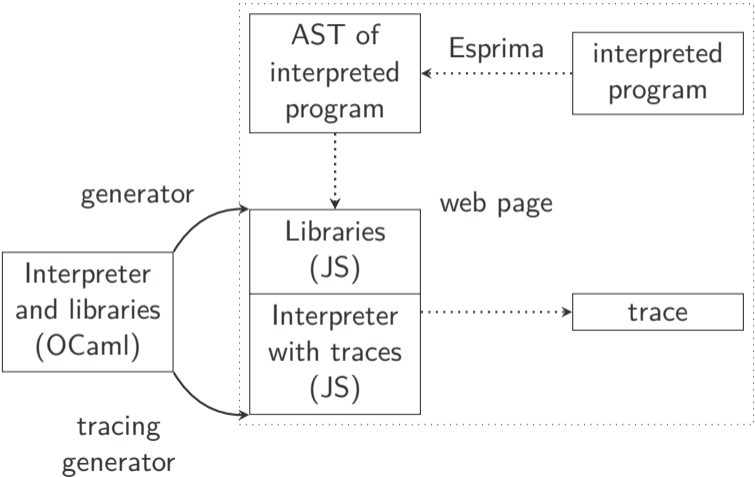 AST of
interpreted
program
Esprima
interpreted
program
generator
web page
Libraries
(JS)
Interpreter
and libraries
(OCaml)
Interpreter
with traces
(JS)
trace
tracing
generator